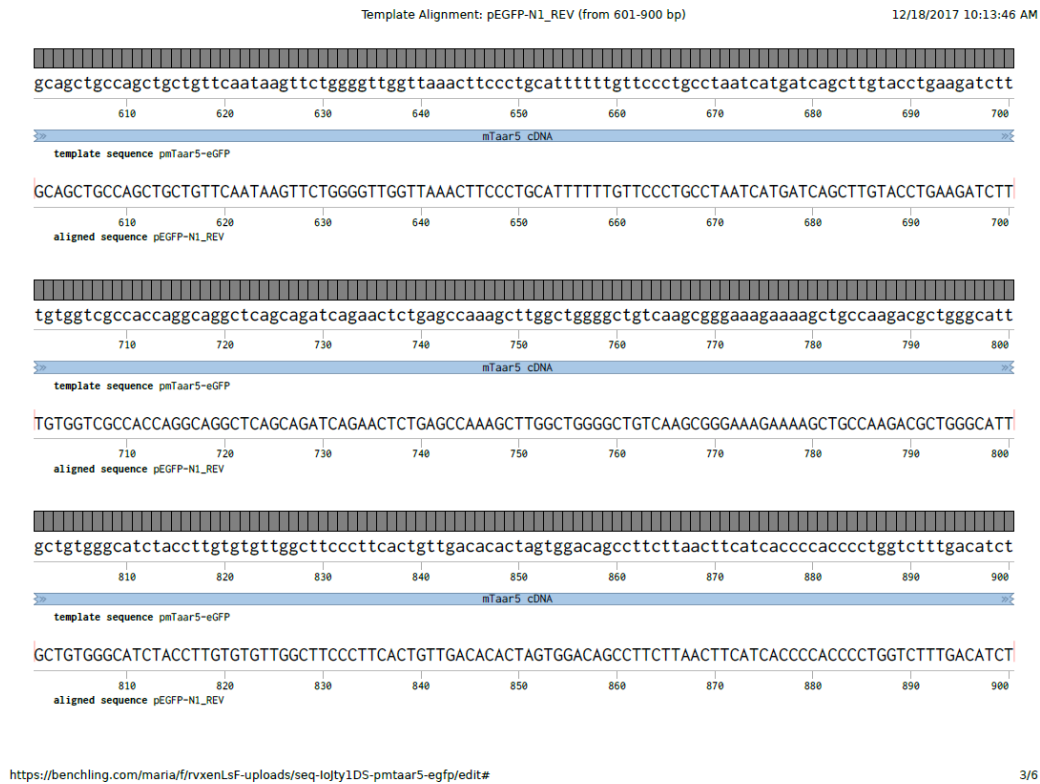 Template Alignment: pEGFP-N1_REV (from 601-900 bp) 12/18/2017 10:13:46 AM
gcagctgccagctgctgttcaataagttctggggttggttaaacttccctgcattttttgttccctgcctaatcatgatcagcttgtacctgaagatctt
610 620 630 640 650 660 670 680 690 700
mTaar5 cDNA
template sequence pmTaar5-eGFP
GCAGCTGCCAGCTGCTGTTCAATAAGTTCTGGGGTTGGTTAAACTTCCCTGCATTTTTTGTTCCCTGCCTAATCATGATCAGCTTGTACCTGAAGATCTT
610 620 630 640 650 660 670 680 690 700
aligned sequence pEGFP-N1_REV
tgtggtcgccaccaggcaggctcagcagatcagaactctgagccaaagcttggctggggctgtcaagcgggaaagaaaagctgccaagacgctgggcatt
710 720 730 740 750 760 770 780 790 800
mTaar5 cDNA
template sequence pmTaar5-eGFP
TGTGGTCGCCACCAGGCAGGCTCAGCAGATCAGAACTCTGAGCCAAAGCTTGGCTGGGGCTGTCAAGCGGGAAAGAAAAGCTGCCAAGACGCTGGGCATT
710 720 730 740 750 760 770 780 790 800
aligned sequence pEGFP-N1_REV
gctgtgggcatctaccttgtgtgttggcttcccttcactgttgacacactagtggacagccttcttaacttcatcaccccacccctggtctttgacatct
810 820 830 840 850 860 870 880 890 900
mTaar5 cDNA
template sequence pmTaar5-eGFP
GCTGTGGGCATCTACCTTGTGTGTTGGCTTCCCTTCACTGTTGACACACTAGTGGACAGCCTTCTTAACTTCATCACCCCACCCCTGGTCTTTGACATCT
810 820 830 840 850 860 870 880 890 900
aligned sequence pEGFP-N1_REV
https://benchling.com/maria/f/rvxenLsF-uploads/seq-IoJty1DS-pmtaar5-egfp/edit# 3/6